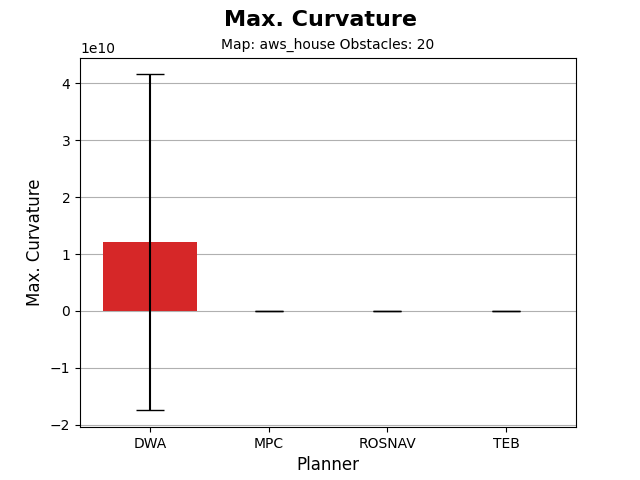 Max. Curvature
Map: aws_house Obstacles: 20
1e10
4
3
2
1
0
−1
−2
Max. Curvature
DWA MPC ROSNAV TEB
Planner